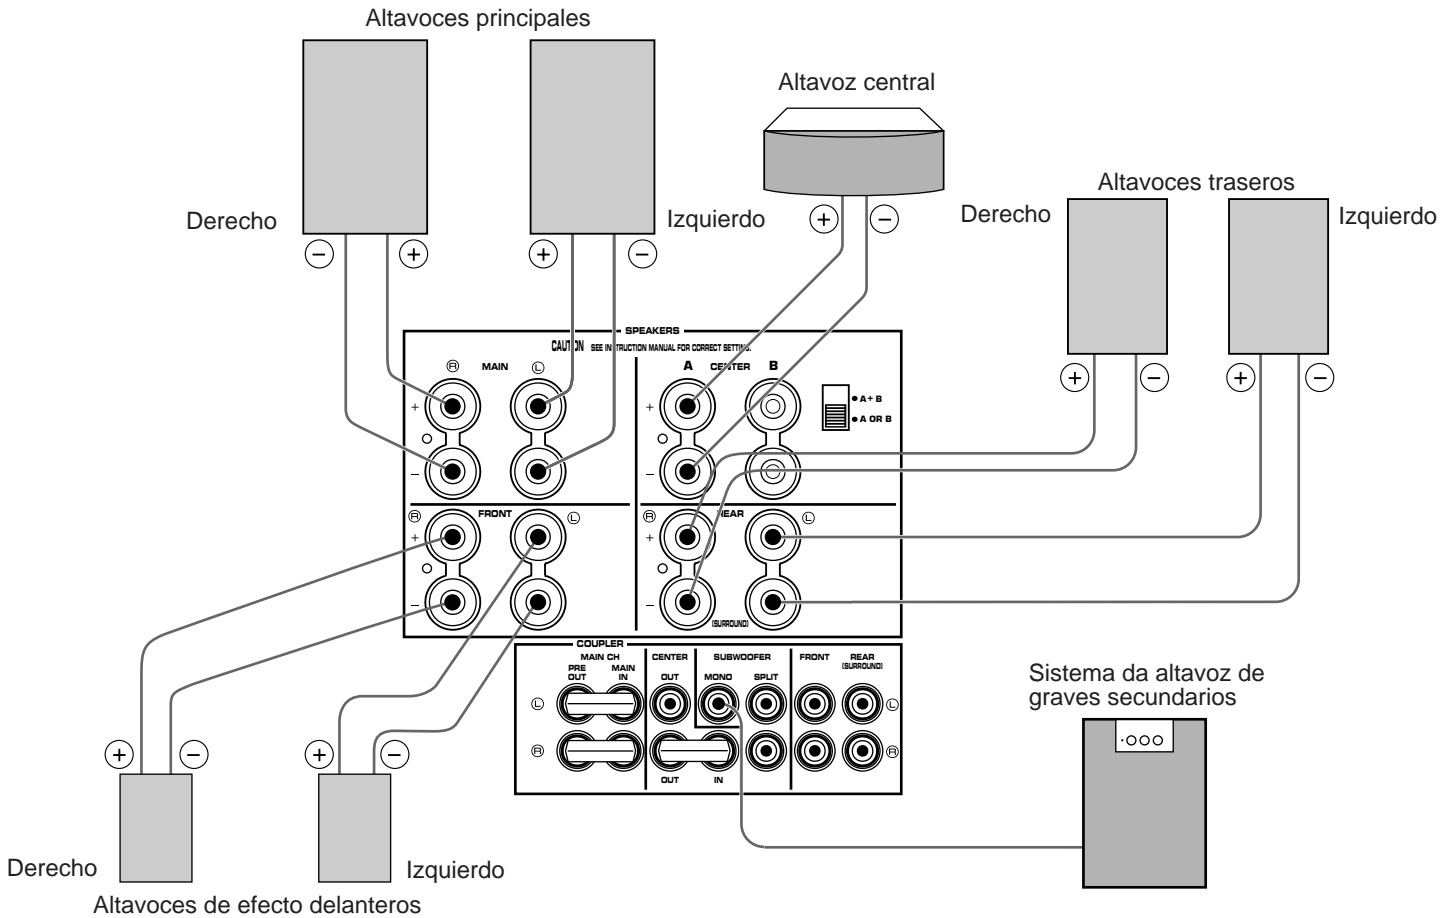 Altavoces principales
Altavoz central
Altavoces traseros
Derecho
Izquierdo
+
−
Derecho
Izquierdo
−
+
+
−
SPEAKERS
CAUTION SEE INSTRUCTION MANUAL FOR CORRECT SETTING.
R MAIN L
A CENTER B
+
+
A + B
A OR B
−
−
+
−
+
−
R FRONT L
R REAR L
+
+
−
−
(SURROUND)
COUPLER
MAIN CH
CENTER
SUBWOOFER
FRONT
REAR
(SURROUND)
PRE OUT
MAIN IN
OUT
MONO
SPLIT
L
L
R
R
OUT
IN
Sistema da altavoz de
graves secundarios
+
−
+
−
Derecho
Izquierdo
Altavoces de efecto delanteros